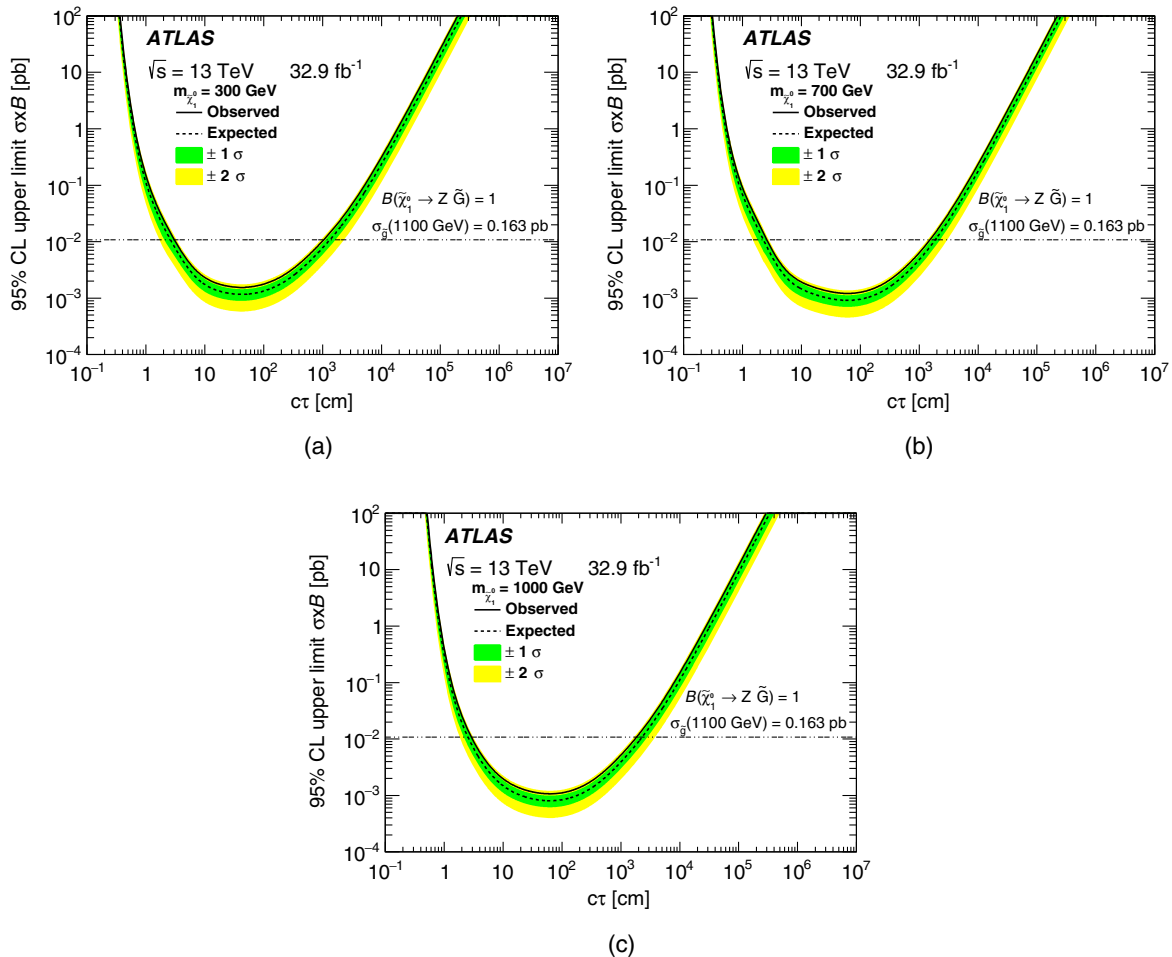 95% CL upper limit σxB [pb]
10²
10
1
10⁻¹
10⁻²
10⁻³
10⁻⁴
ATLAS
√s = 13 TeV 32.9 fb⁻¹
m_χ̃₁⁰ = 300 GeV
Observed
Expected
± 1 σ
± 2 σ
B(χ̃₁⁰ → Z G̃) = 1
σ_g̃(1100 GeV) = 0.163 pb
10⁻¹ 1 10 10² 10³ 10⁴ 10⁵ 10⁶ 10⁷
cτ [cm]
(a)
95% CL upper limit σxB [pb]
10²
10
1
10⁻¹
10⁻²
10⁻³
10⁻⁴
ATLAS
√s = 13 TeV 32.9 fb⁻¹
m_χ̃₁⁰ = 700 GeV
Observed
Expected
± 1 σ
± 2 σ
B(χ̃₁⁰ → Z G̃) = 1
σ_g̃(1100 GeV) = 0.163 pb
10⁻¹ 1 10 10² 10³ 10⁴ 10⁵ 10⁶ 10⁷
cτ [cm]
(b)
95% CL upper limit σxB [pb]
10²
10
1
10⁻¹
10⁻²
10⁻³
10⁻⁴
ATLAS
√s = 13 TeV 32.9 fb⁻¹
m_χ̃₁⁰ = 1000 GeV
Observed
Expected
± 1 σ
± 2 σ
B(χ̃₁⁰ → Z G̃) = 1
σ_g̃(1100 GeV) = 0.163 pb
10⁻¹ 1 10 10² 10³ 10⁴ 10⁵ 10⁶ 10⁷
cτ [cm]
(c)